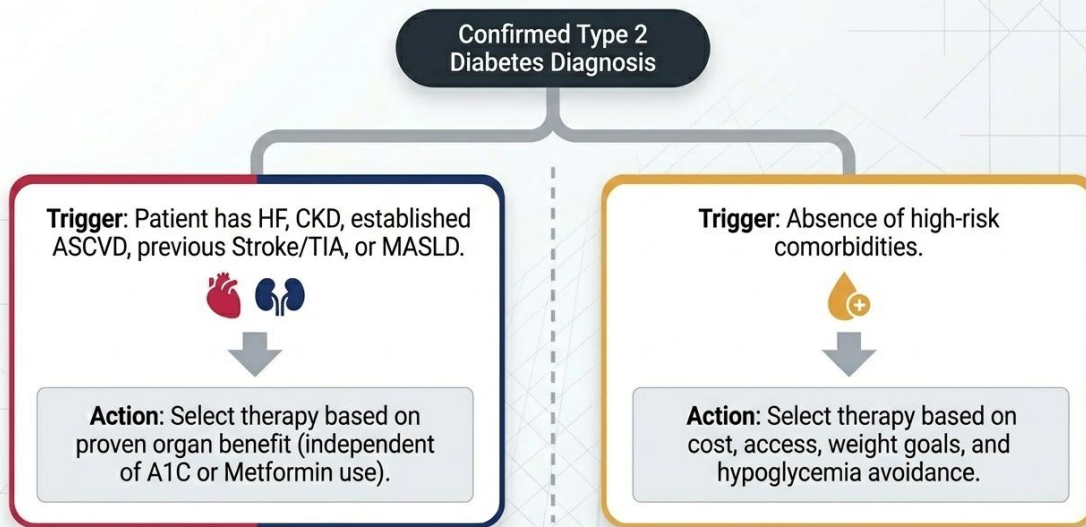 Confirmed Type 2
Diabetes Diagnosis
Trigger: Patient has HF, CKD, established
ASCVD, previous Stroke/TIA, or MASLD.
Action: Select therapy based on
proven organ benefit (independent
of A1C or Metformin use).
Trigger: Absence of high-risk
comorbidities.
Action: Select therapy based on
cost, access, weight goals, and
hypoglycemia avoidance.